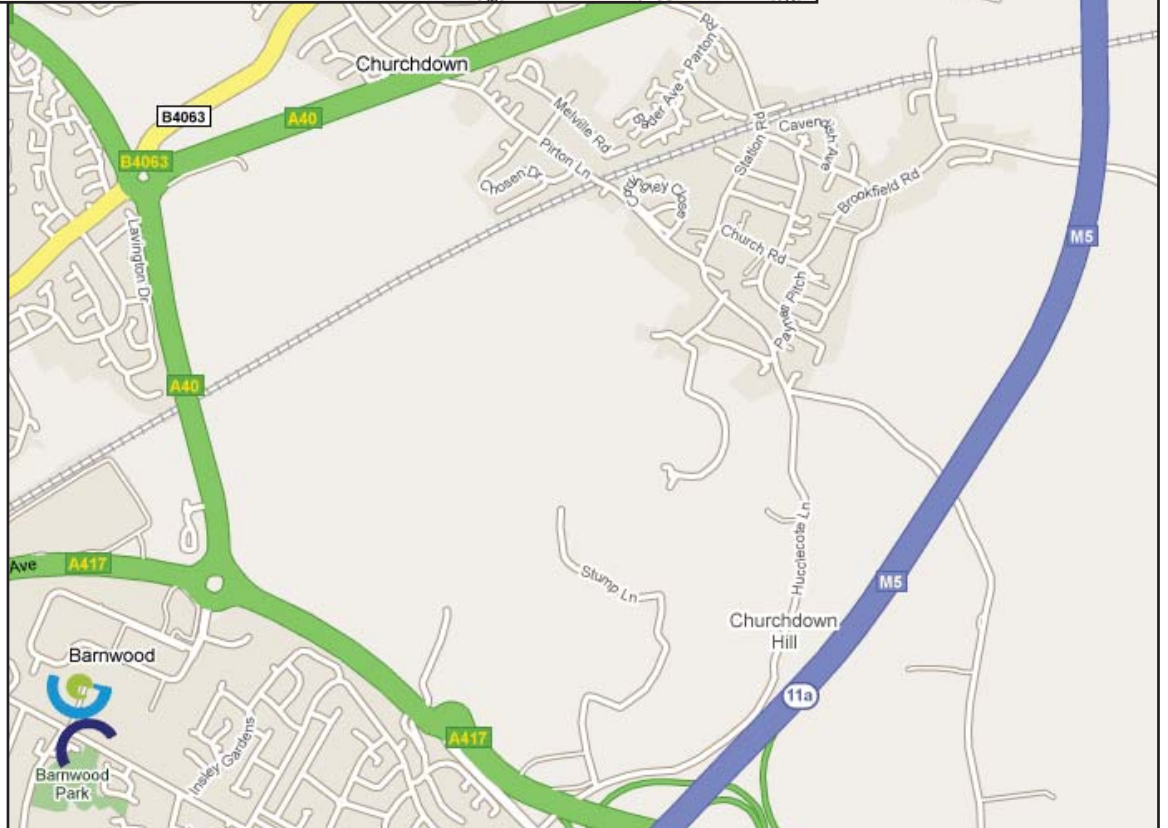 Churchdown
Parton Rd
B4063
A40
Bader Ave
Melville Rd
Cavendish Ave
Station Rd
B4063
Pirton Ln
Chosen Dr
Close
Brookfield Rd
Lavington Dr
Church Rd
M5
Parton
Pitch
A40
Hucclecote Ln
Ave
A417
Stump Ln
M5
Churchdown
Hill
Barnwood
11a
A417
Insley Gardens
Barnwood
Park